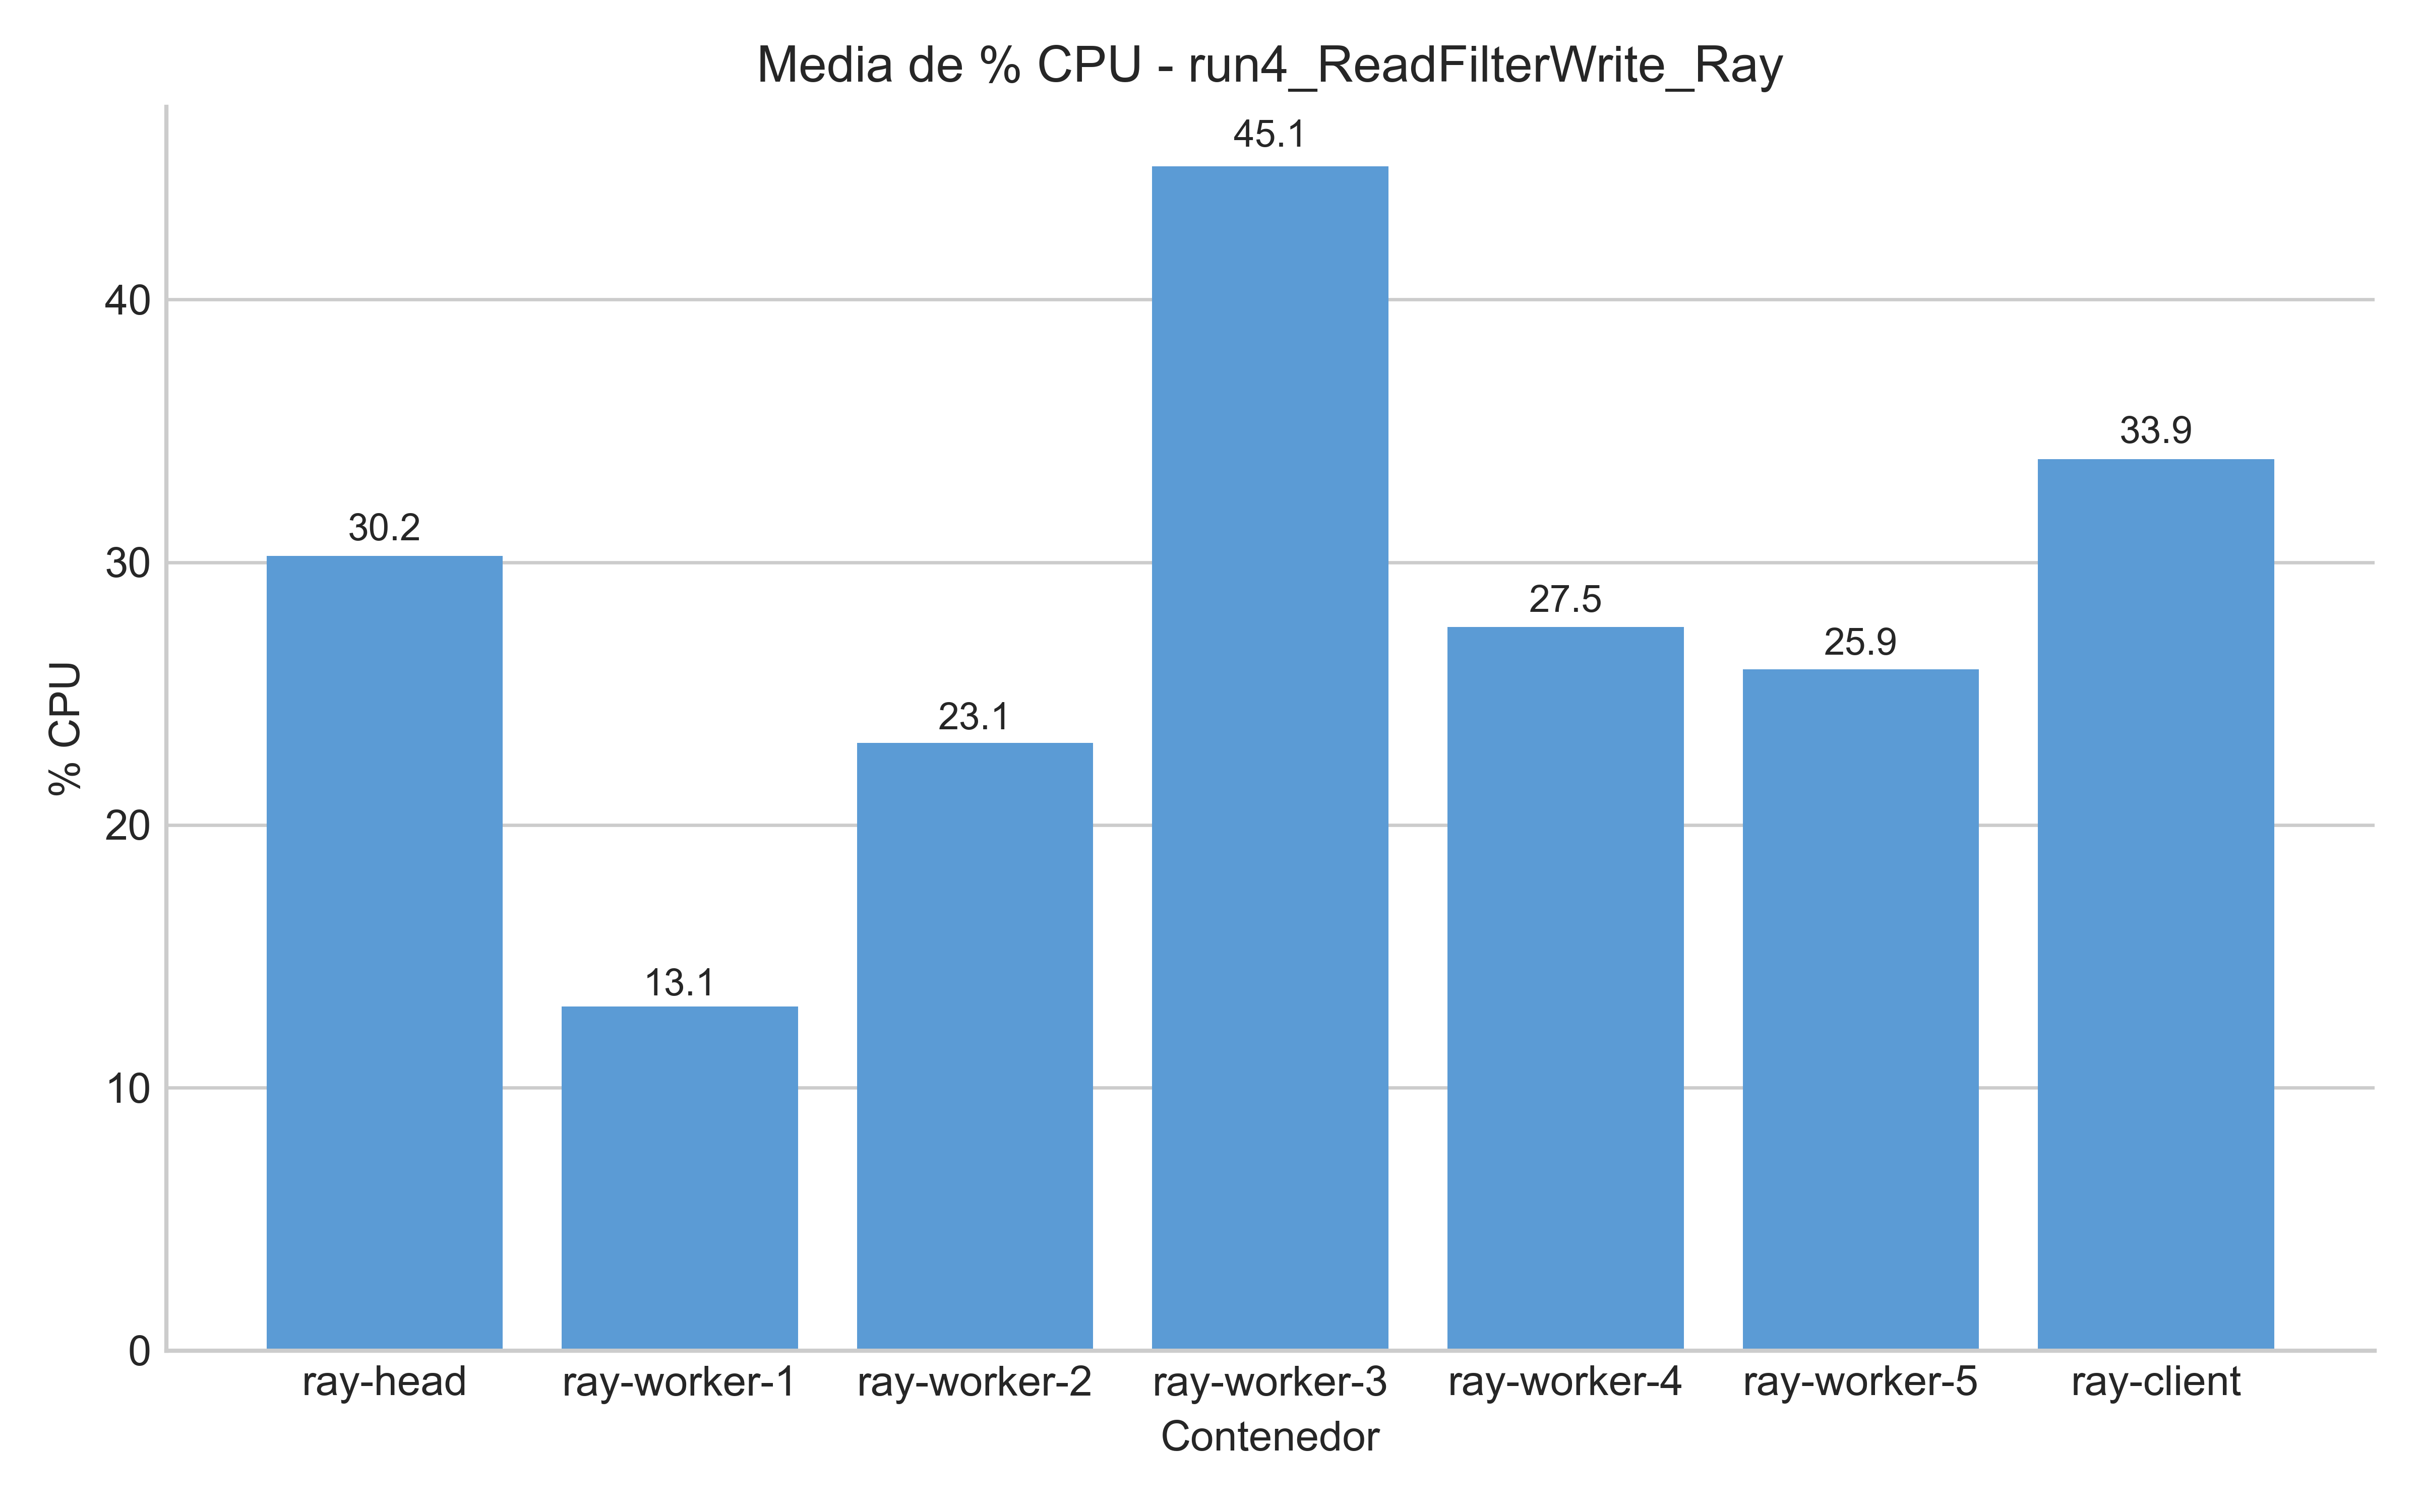 Media de % CPU - run4_ReadFilterWrite_Ray
% CPU
40
30
20
10
0
30.2
13.1
23.1
45.1
27.5
25.9
33.9
ray-head
ray-worker-1
ray-worker-2
ray-worker-3
ray-worker-4
ray-worker-5
ray-client
Contenedor